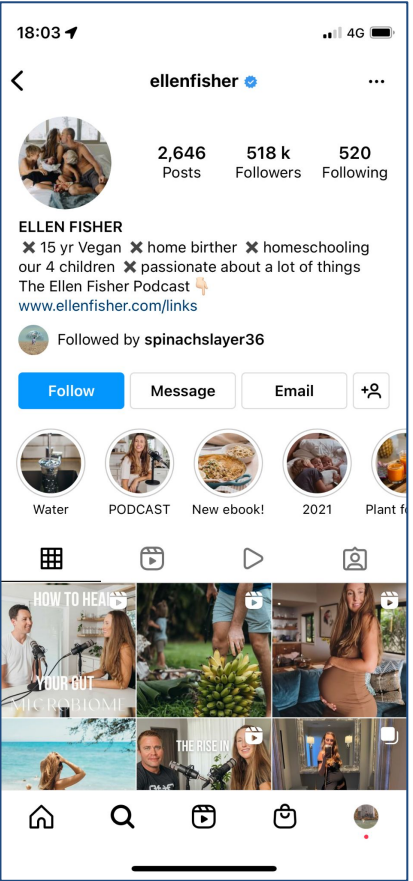 18:03
4G
ellenfisher
2,646
Posts
518 k
Followers
520
Following
ELLEN FISHER
✖️ 15 yr Vegan ✖️ home birther ✖️ homeschooling
our 4 children ✖️ passionate about a lot of things
The Ellen Fisher Podcast 👇🏻
www.ellenfisher.com/links
Followed by spinachslayer36
Follow
Message
Email
Water
PODCAST
New ebook!
2021
Plant fo
HOW TO HEAL
YOUR GUT
MICROBIOME
THE RISE IN